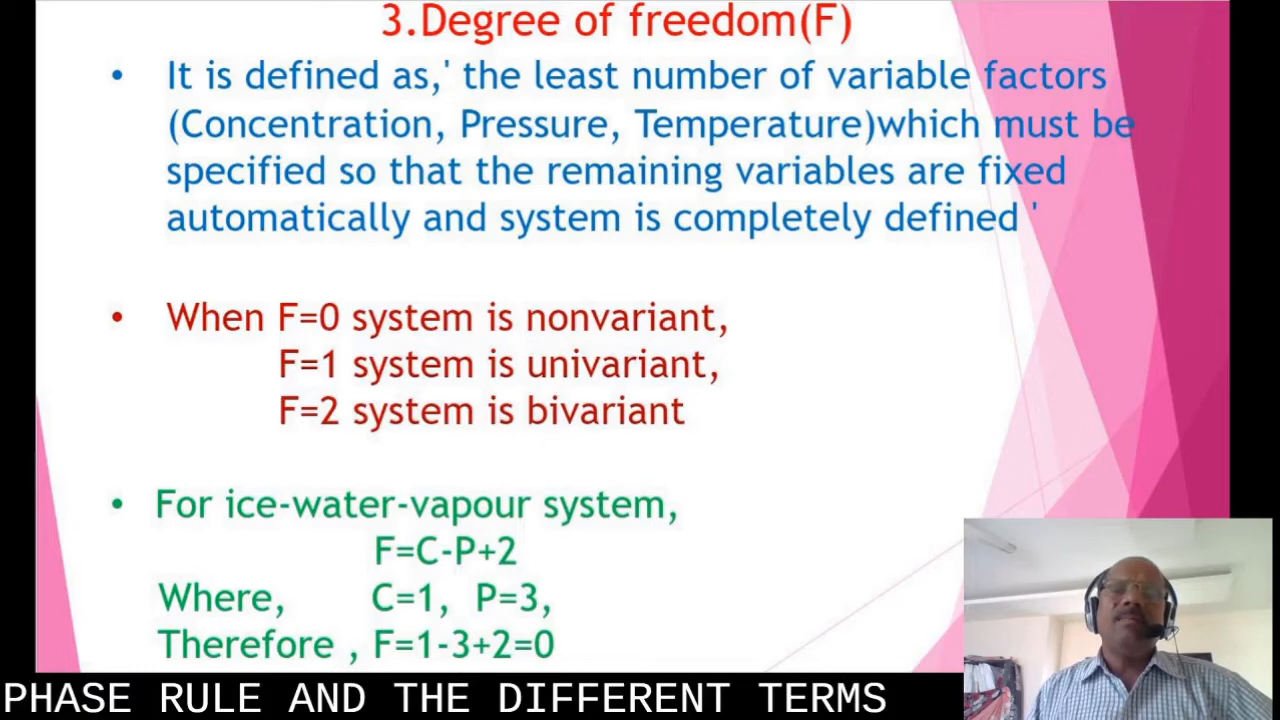 3.Degree of freedom(F)
• It is defined as,' the least number of variable factors
(Concentration, Pressure, Temperature)which must be
specified so that the remaining variables are fixed
automatically and system is completely defined '
• When F=0 system is nonvariant,
F=1 system is univariant,
F=2 system is bivariant
• For ice-water-vapour system,
F=C-P+2
Where, C=1, P=3,
Therefore , F=1-3+2=0
PHASE RULE AND THE DIFFERENT TERMS